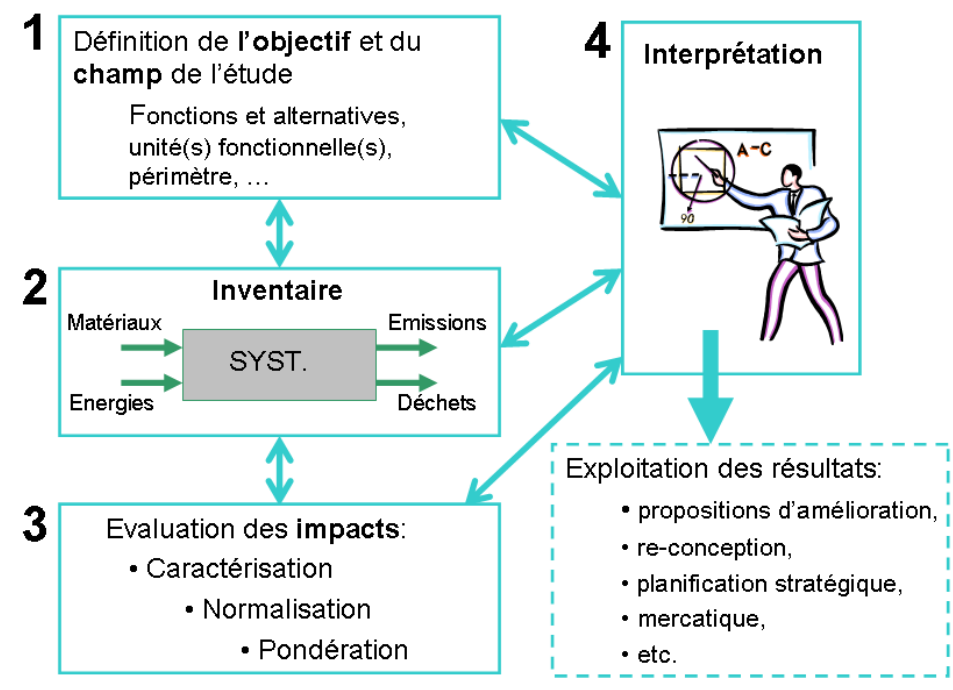 1
Définition de l’objectif et du
champ de l’étude
Fonctions et alternatives,
unité(s) fonctionnelle(s),
périmètre, …
2
Inventaire
Matériaux
Emissions
SYST.
Energies
Déchets
3
Evaluation des impacts:
• Caractérisation
• Normalisation
• Pondération
4
Interprétation
A-C
90
Exploitation des résultats:
• propositions d’amélioration,
• re-conception,
• planification stratégique,
• mercatique,
• etc.